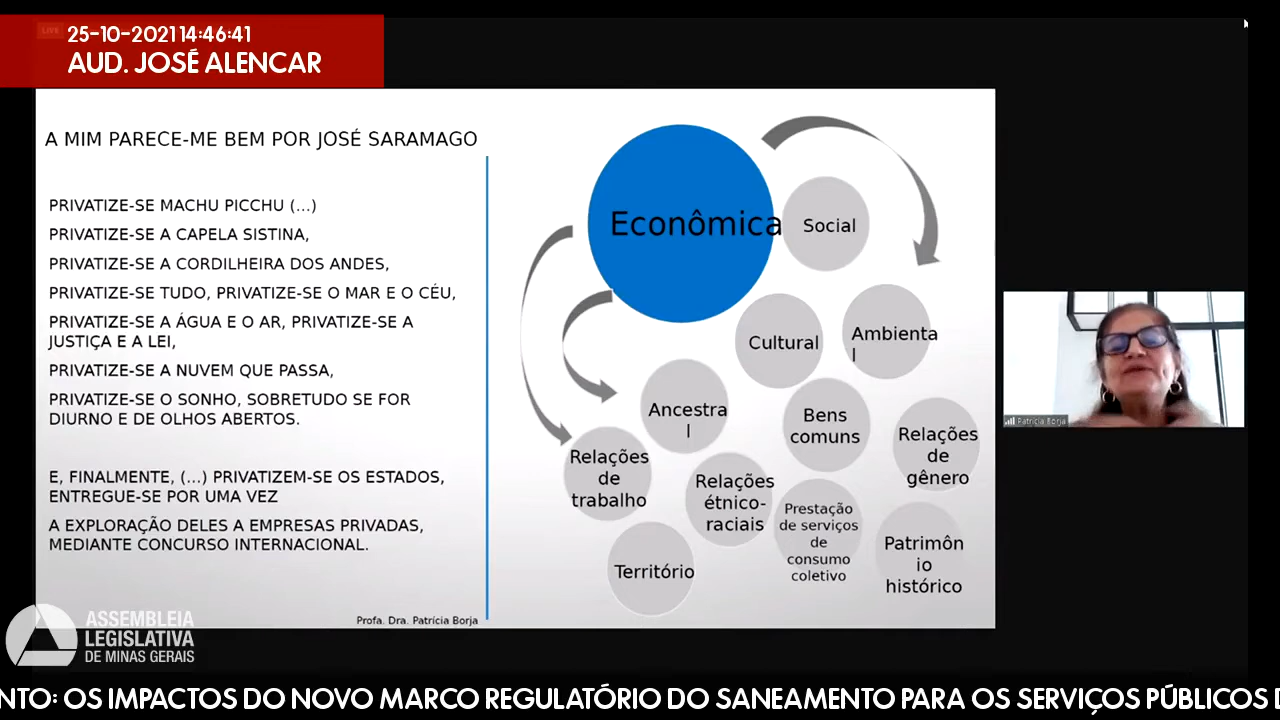 LIVE
25-10-2021 14:46:41
AUD. JOSÉ ALENCAR
A MIM PARECE-ME BEM POR JOSÉ SARAMAGO
PRIVATIZE-SE MACHU PICCHU (...)
PRIVATIZE-SE A CAPELA SISTINA,
PRIVATIZE-SE A CORDILHEIRA DOS ANDES,
PRIVATIZE-SE TUDO, PRIVATIZE-SE O MAR E O CÉU,
PRIVATIZE-SE A ÁGUA E O AR, PRIVATIZE-SE A
JUSTIÇA E A LEI,
PRIVATIZE-SE A NUVEM QUE PASSA,
PRIVATIZE-SE O SONHO, SOBRETUDO SE FOR
DIURNO E DE OLHOS ABERTOS.
E, FINALMENTE, (...) PRIVATIZEM-SE OS ESTADOS,
ENTREGUE-SE POR UMA VEZ
A EXPLORAÇÃO DELES A EMPRESAS PRIVADAS,
MEDIANTE CONCURSO INTERNACIONAL.
Profa. Dra. Patrícia Borja
Econômica
Social
Cultural
Ambienta
l
Ancestra
l
Bens
comuns
Relações
de
gênero
Relações
de
trabalho
Relações
étnico-
raciais
Prestação
de serviços
de
consumo
coletivo
Patrimôn
io
histórico
Território
Patricia Borja
ASSEMBLEIA
LEGISLATIVA
DE MINAS GERAIS
NTO: OS IMPACTOS DO NOVO MARCO REGULATÓRIO DO SANEAMENTO PARA OS SERVIÇOS PÚBLICOS D